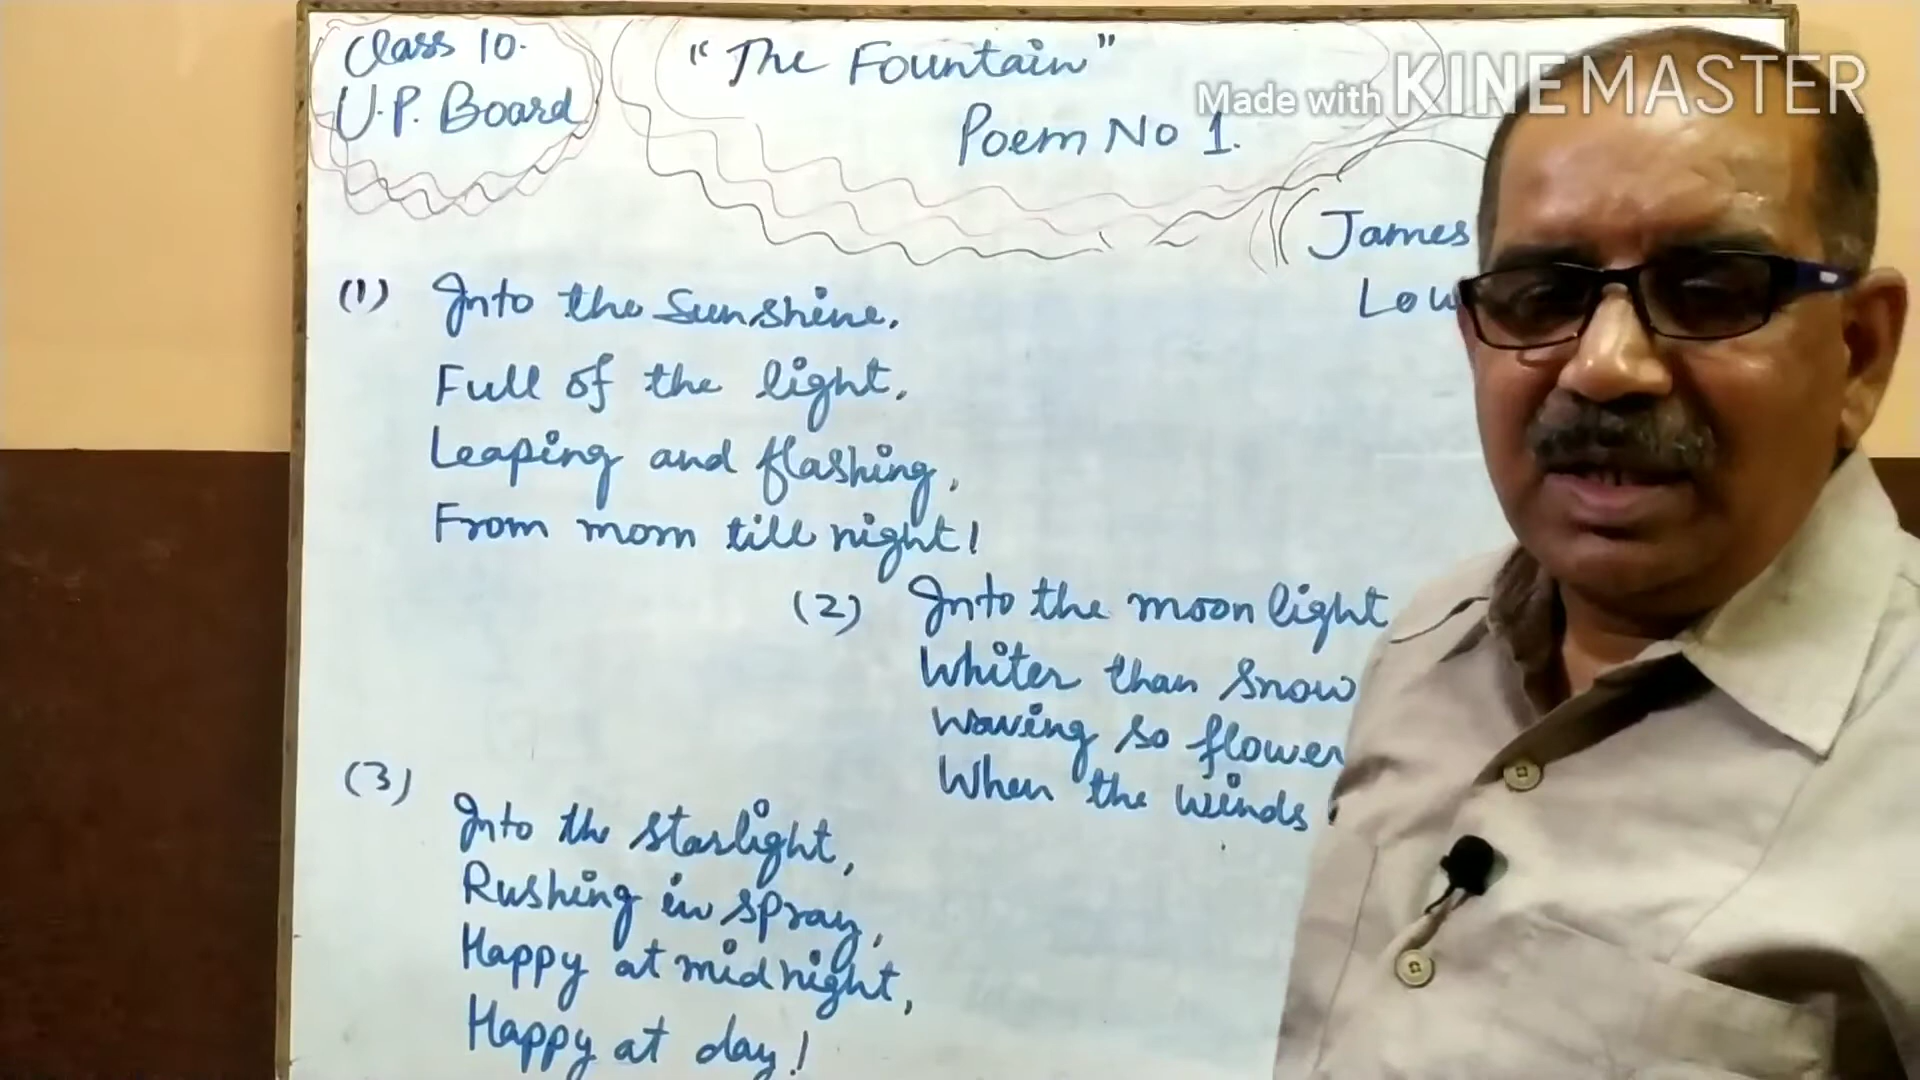 Class 10.
U.P. Board
"The Fountain"
Poem No 1.
Made with KINEMASTER
James
(1) Into the Sunshine,
Full of the light,
Leaping and flashing,
From morn till night!
(2) Into the moon light
Whiter than snow
Waving so flower
When the winds
(3)
Into the starlight,
Rushing in spray,
Happy at midnight,
Happy at day!